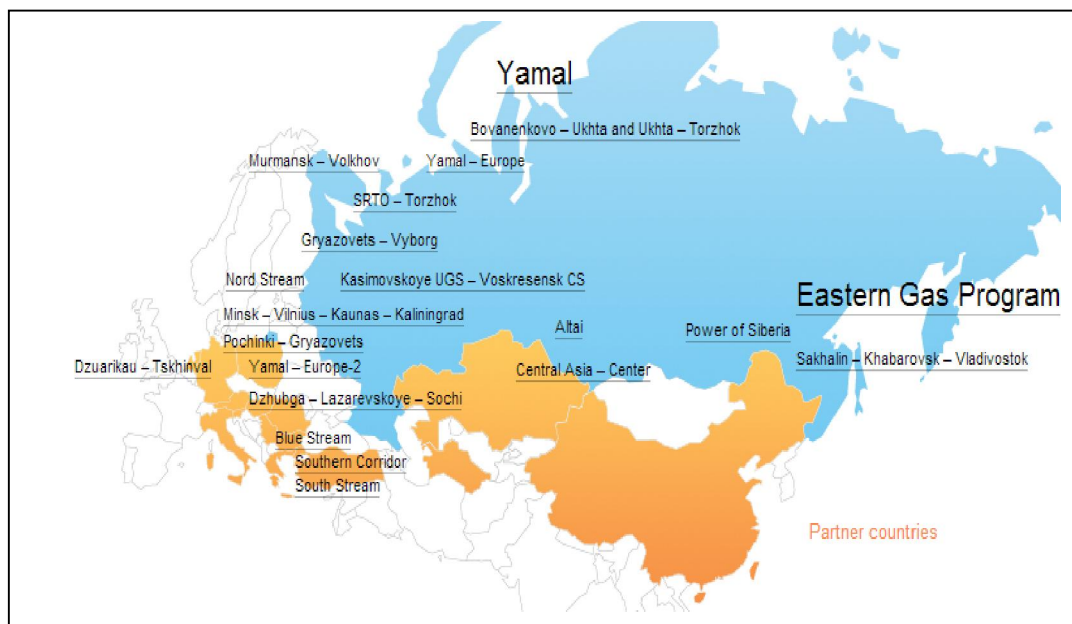 Yamal
Bovanenkovo – Ukhta and Ukhta – Torzhok
Murmansk – Volkhov
Yamal – Europe
SRTO – Torzhok
Gryazovets – Vyborg
Nord Stream
Kasimovskoye UGS – Voskresensk CS
Eastern Gas Program
Minsk – Vilnius – Kaunas – Kaliningrad
Altai
Power of Siberia
Pochinki – Gryazovets
Sakhalin – Khabarovsk – Vladivostok
Dzuarikau – Tskhinval
Yamal – Europe-2
Central Asia – Center
Dzhubga – Lazarevskoye – Sochi
Blue Stream
Southern Corridor
South Stream
Partner countries